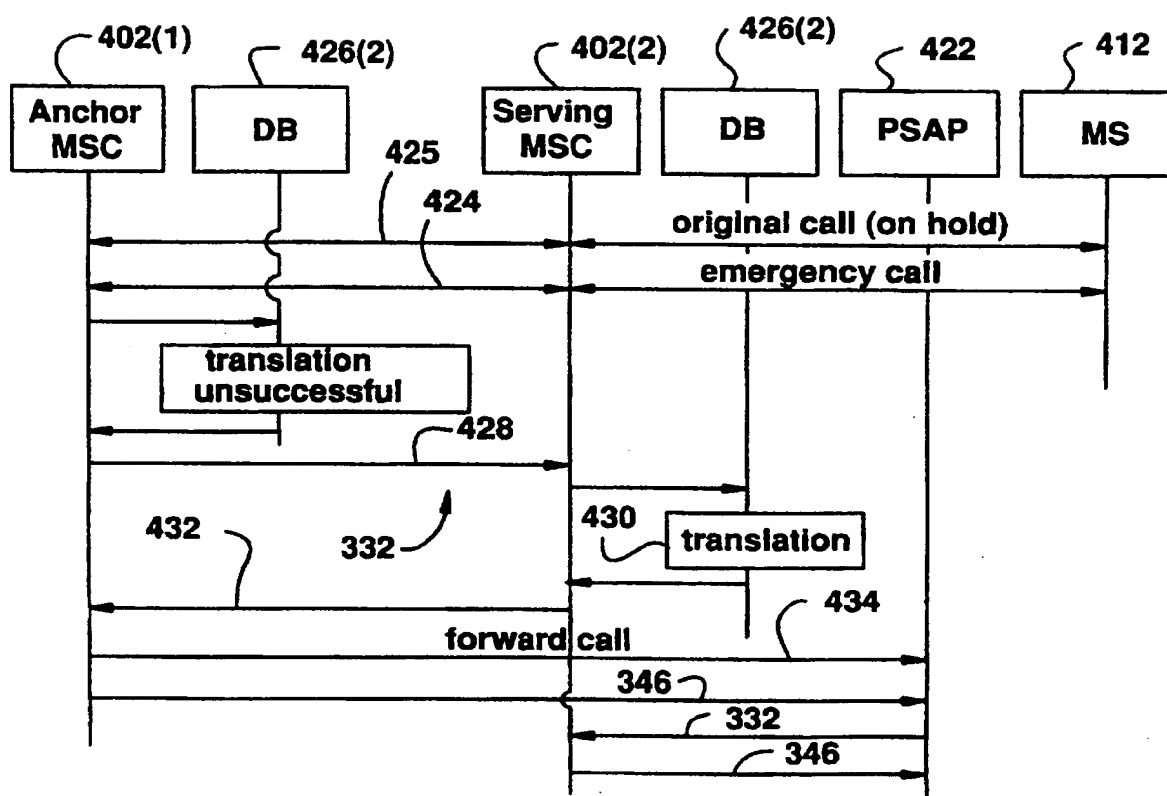 402(1)
426(2)
402(2)
426(2)
422
412
Anchor
MSC
DB
Serving
MSC
DB
PSAP
MS
425
424
original call (on hold)
emergency call
translation
unsuccessful
428
432
332
430
translation
434
forward call
346
332
346